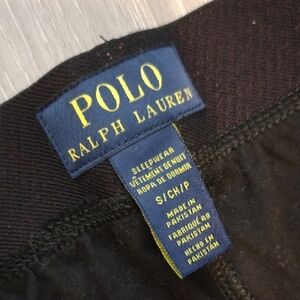 POLO
RALPH LAUREN
SLEEPWEAR
VÊTEMENT DE NUIT
ROPA DE DORMIR
S/CH/P
MADE IN
PAKISTAN
FABRIQUÉ AU
PAKISTAN
HECHO EN
PAKISTAN